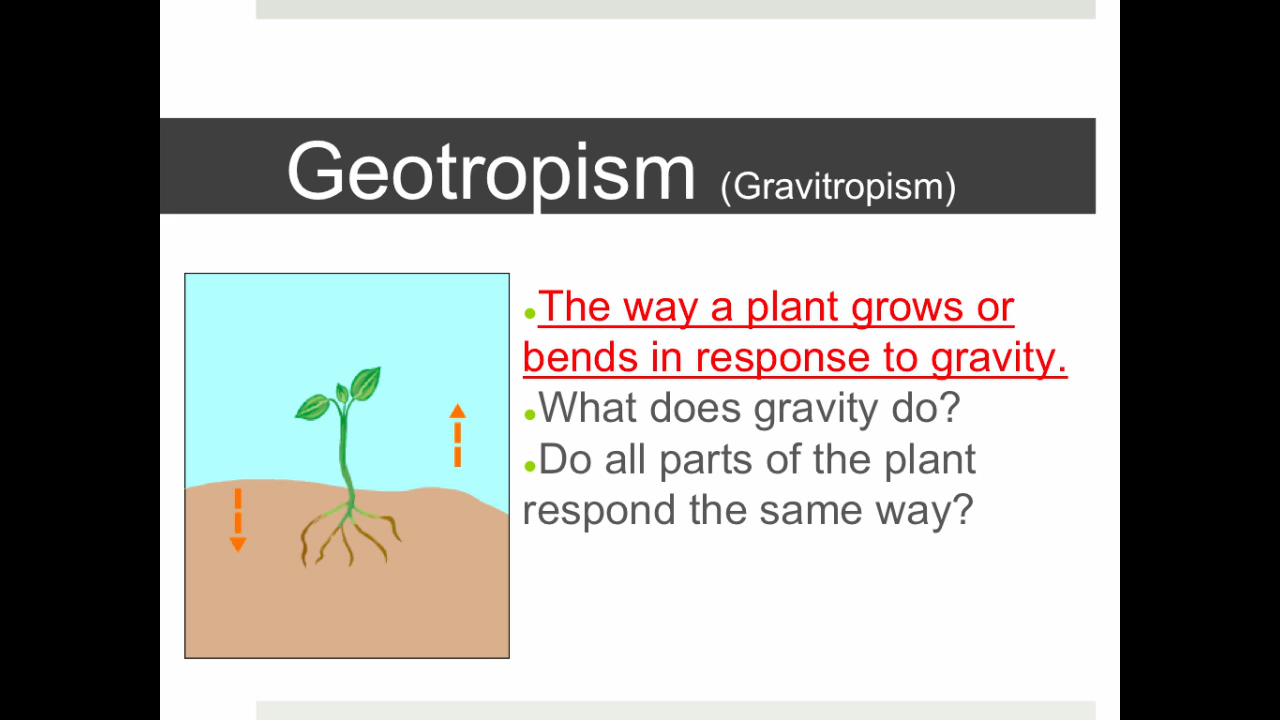 Geotropism (Gravitropism)
•The way a plant grows or
bends in response to gravity.
•What does gravity do?
•Do all parts of the plant
respond the same way?